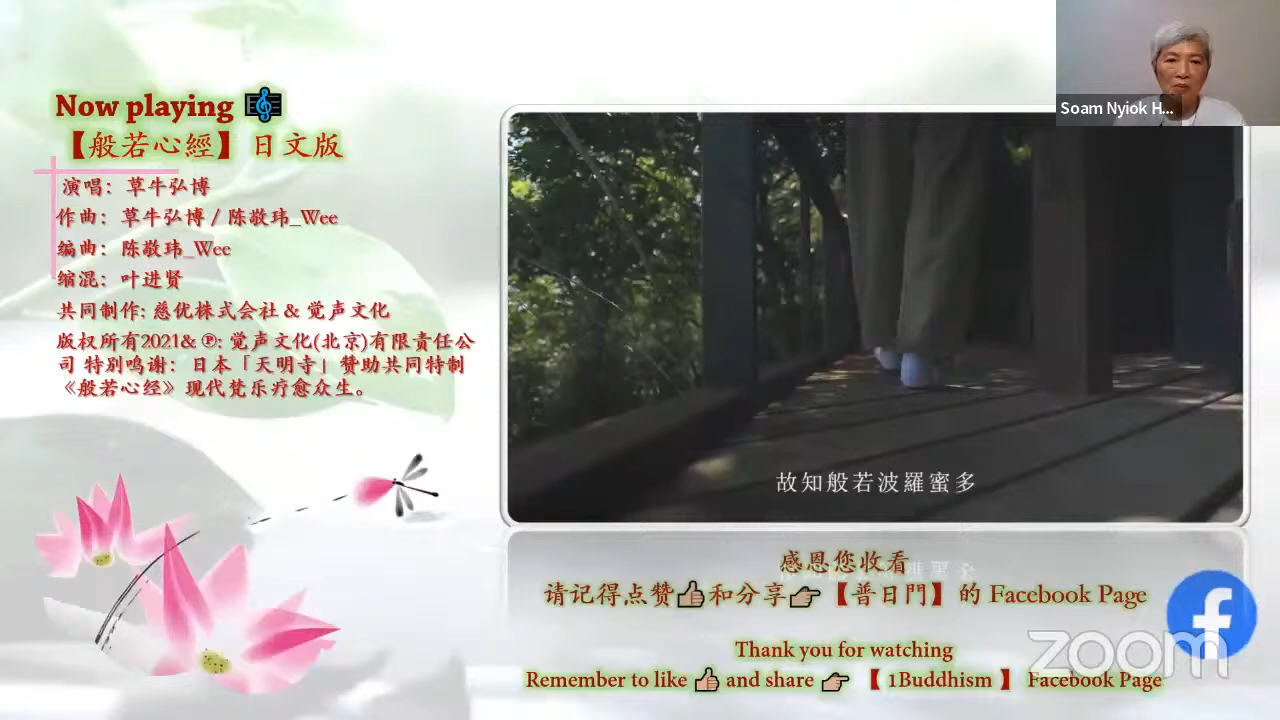 Now playing
【般若心經】日文版
演唱：草牛弘博
作曲：草牛弘博 / 陈敬玮_Wee
编曲：陈敬玮_Wee
缩混：叶进贤
共同制作: 慈优株式会社 & 觉声文化
版权所有2021& ℗: 觉声文化(北京)有限责任公
司 特别鸣谢：日本「天明寺」赞助共同特制
《般若心经》现代梵乐疗愈众生。
Soam Nyiok H...
故知般若波羅蜜多
感恩您收看
请记得点赞👍和分享👉【普日門】的 Facebook Page
Thank you for watching
Remember to like 👍 and share 👉 【 1Buddhism 】 Facebook Page
zoom